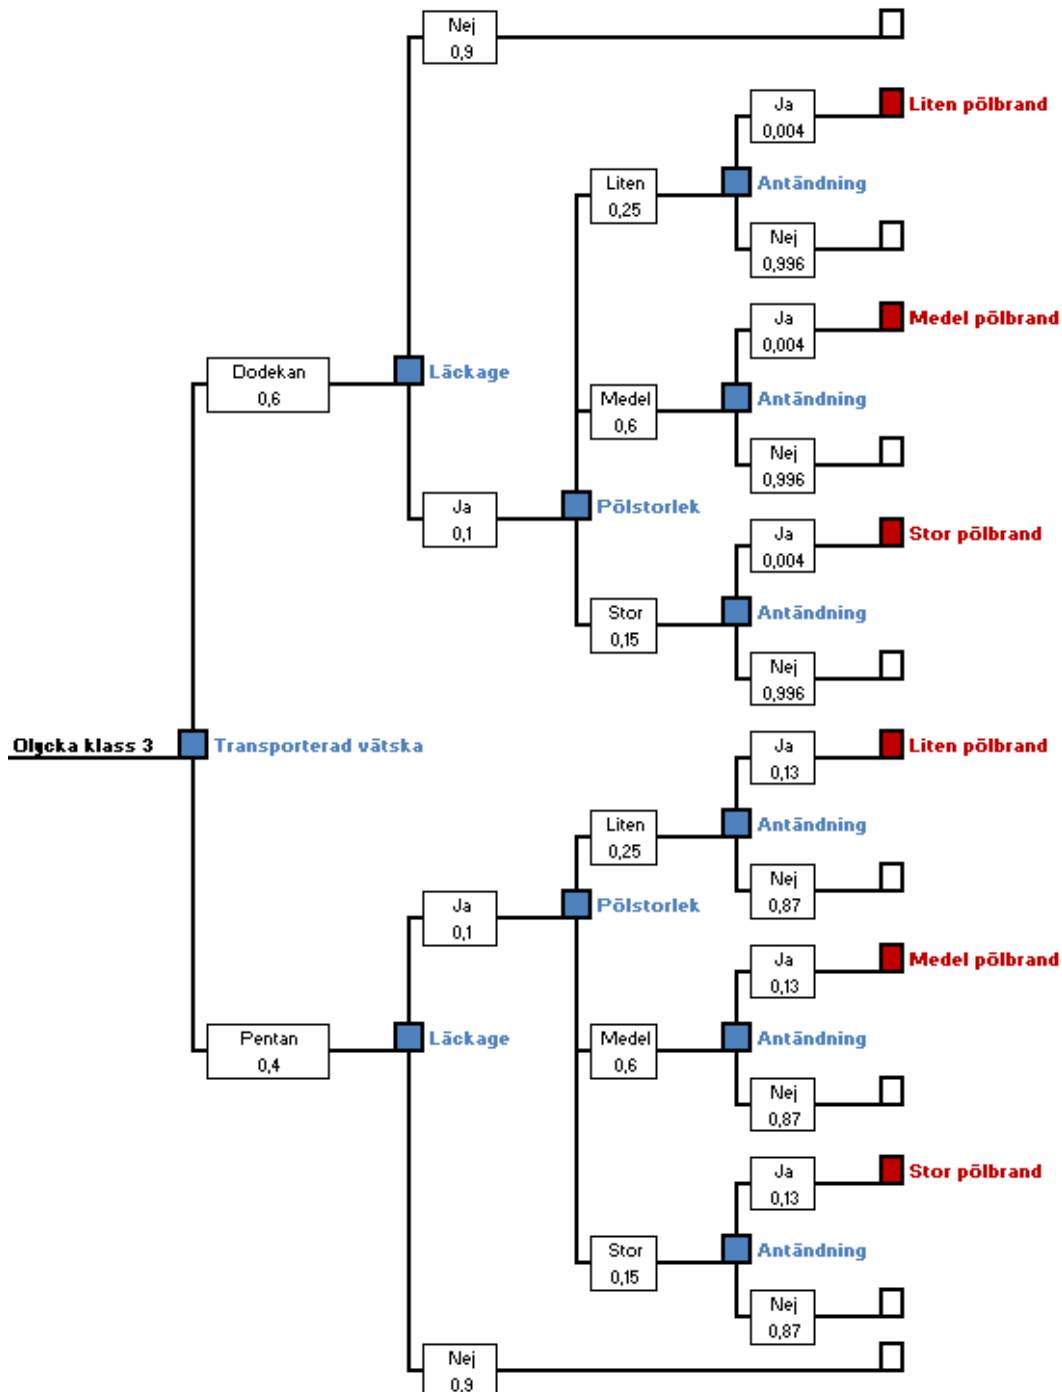 Nej
0,9
Ja
0,004
Liten pölbrand
Liten
0,25
Antändning
Nej
0,996
Ja
0,004
Medel pölbrand
Dodekan
0,6
Läckage
Medel
0,6
Antändning
Nej
0,996
Ja
0,1
Pölstorlek
Ja
0,004
Stor pölbrand
Stor
0,15
Antändning
Nej
0,996
Olycka klass 3
Transporterad vätska
Ja
0,13
Liten pölbrand
Liten
0,25
Antändning
Nej
0,87
Ja
0,1
Pölstorlek
Ja
0,13
Medel pölbrand
Pentan
0,4
Läckage
Medel
0,6
Antändning
Nej
0,87
Ja
0,13
Stor pölbrand
Stor
0,15
Antändning
Nej
0,87
Nej
0,9